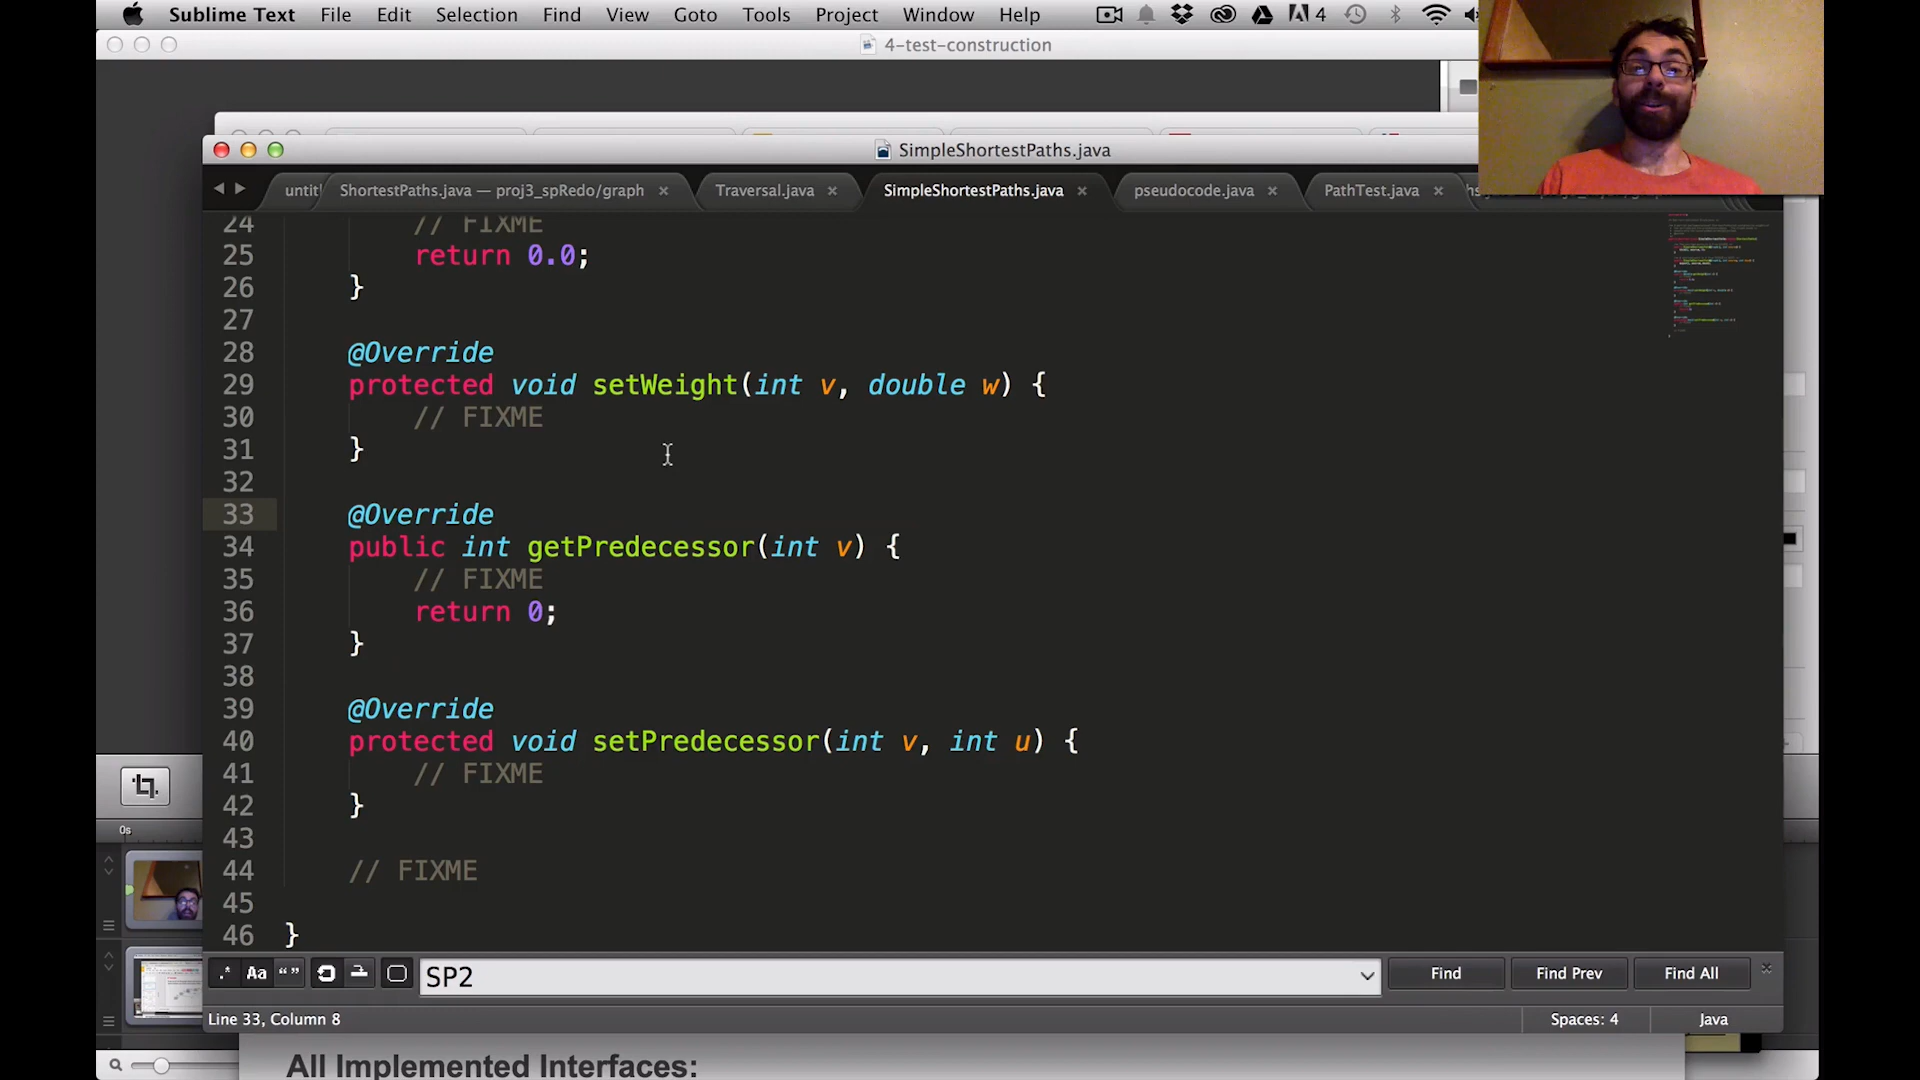 Sublime Text File Edit Selection Find View Goto Tools Project Window Help 4
4-test-construction
SimpleShortestPaths.java
ShortestPaths.java — proj3_spRedo/graph Traversal.java SimpleShortestPaths.java pseudocode.java PathTest.java
24 // FIXME
25 return 0.0;
26 }
27
28 @Override
29 protected void setWeight(int v, double w) {
30 // FIXME
31 }
32
33 @Override
34 public int getPredecessor(int v) {
35 // FIXME
36 return 0;
37 }
38
39 @Override
40 protected void setPredecessor(int v, int u) {
41 // FIXME
42 }
43
44 // FIXME
45
46 }
0s
.* Aa “” SP2 Find Find Prev Find All
Line 33, Column 8 Spaces: 4 Java
All Implemented Interfaces: